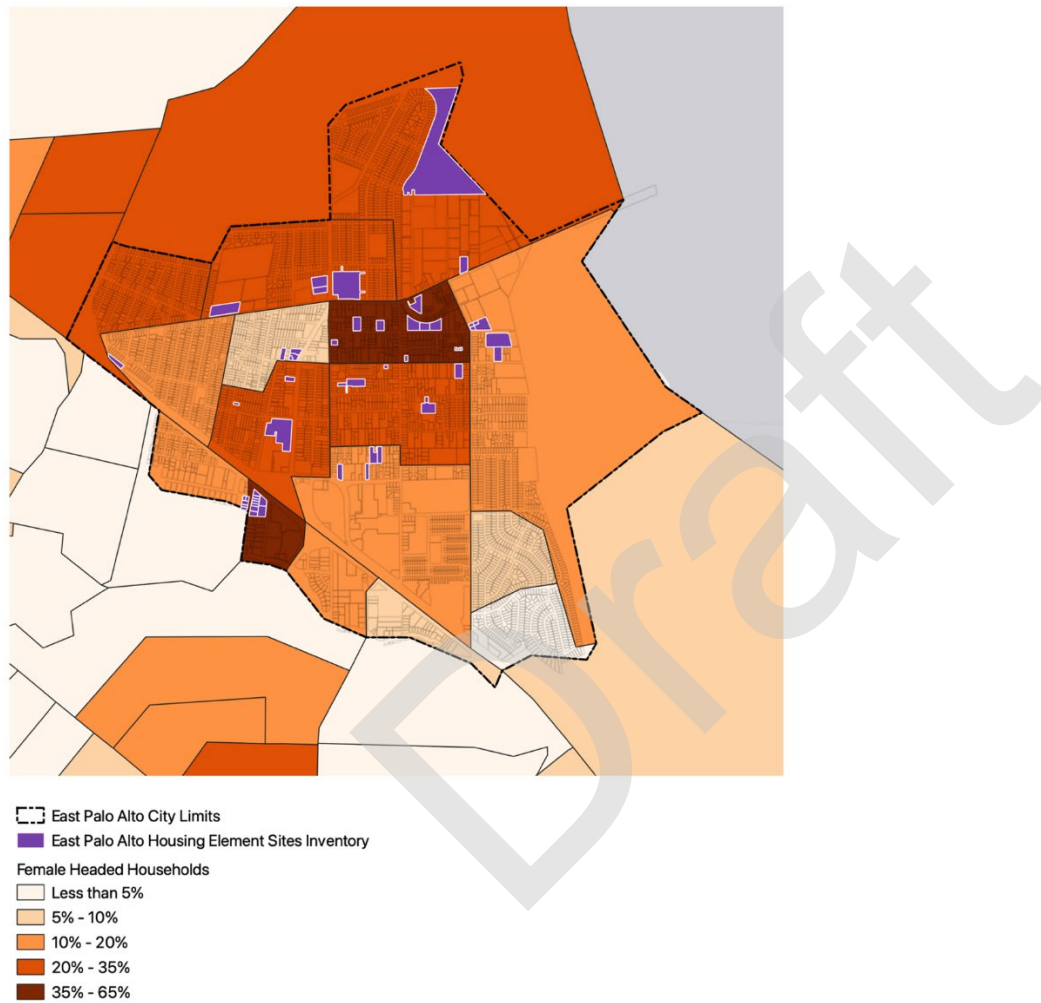 Draft
East Palo Alto City Limits
East Palo Alto Housing Element Sites Inventory
Female Headed Households
Less than 5%
5% - 10%
10% - 20%
20% - 35%
35% - 65%